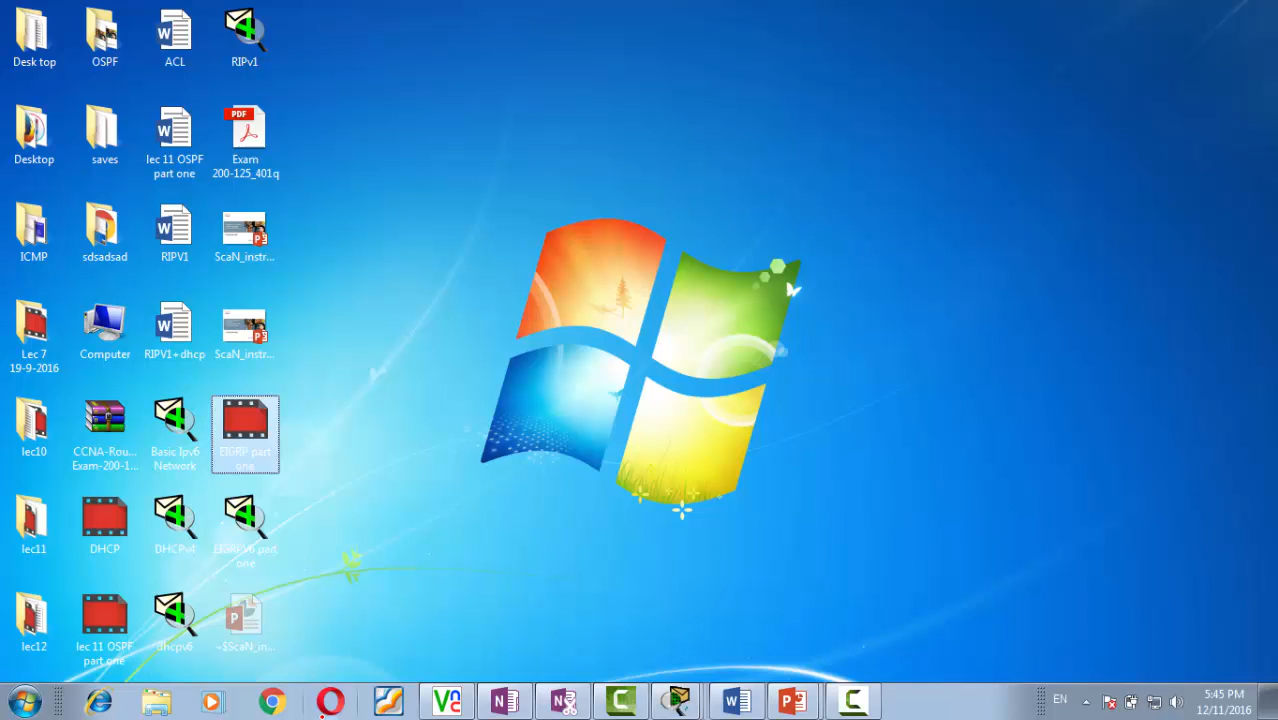 Desk top
OSPF
ACL
RIPv1
Desktop
saves
lec 11 OSPF
part one
PDF
Exam
200-125_401q
ICMP
sdsadsad
RIPV1
ScaN_instr...
Lec 7
19-9-2016
Computer
RIPV1+dhcp
ScaN_instr...
lec10
CCNA-Rou...
Exam-200-1...
Basic Ipv6
Network
EIGRP part
one
lec11
DHCP
DHCPv4
EIGRPV6 part
one
lec12
lec 11 OSPF
part one
dhcpv6
~$ScaN_in...
EN
5:45 PM
12/11/2016